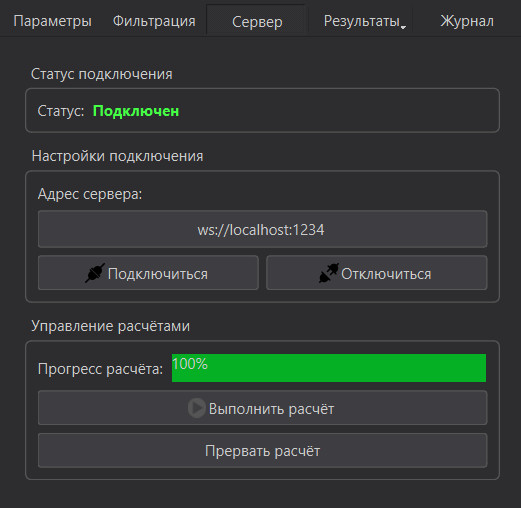 Параметры Фильтрация Сервер Результаты Журнал
Статус подключения
Статус: Подключен
Настройки подключения
Адрес сервера:
ws://localhost:1234
Подключиться Отключиться
Управление расчётами
Прогресс расчёта: 100%
Выполнить расчёт
Прервать расчёт